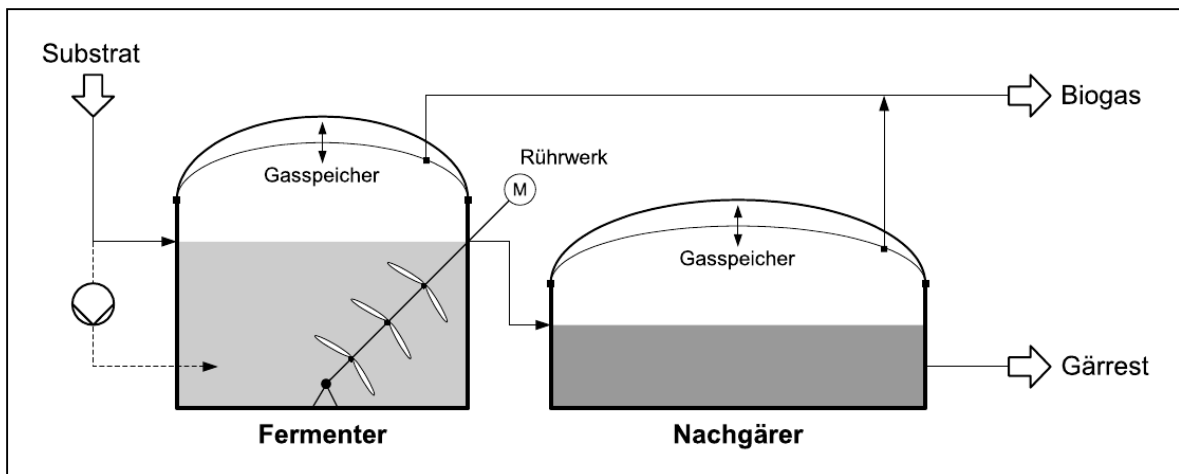 Substrat
Biogas
Rührwerk
M
Gasspeicher
Gasspeicher
Gärrest
Fermenter
Nachgärer